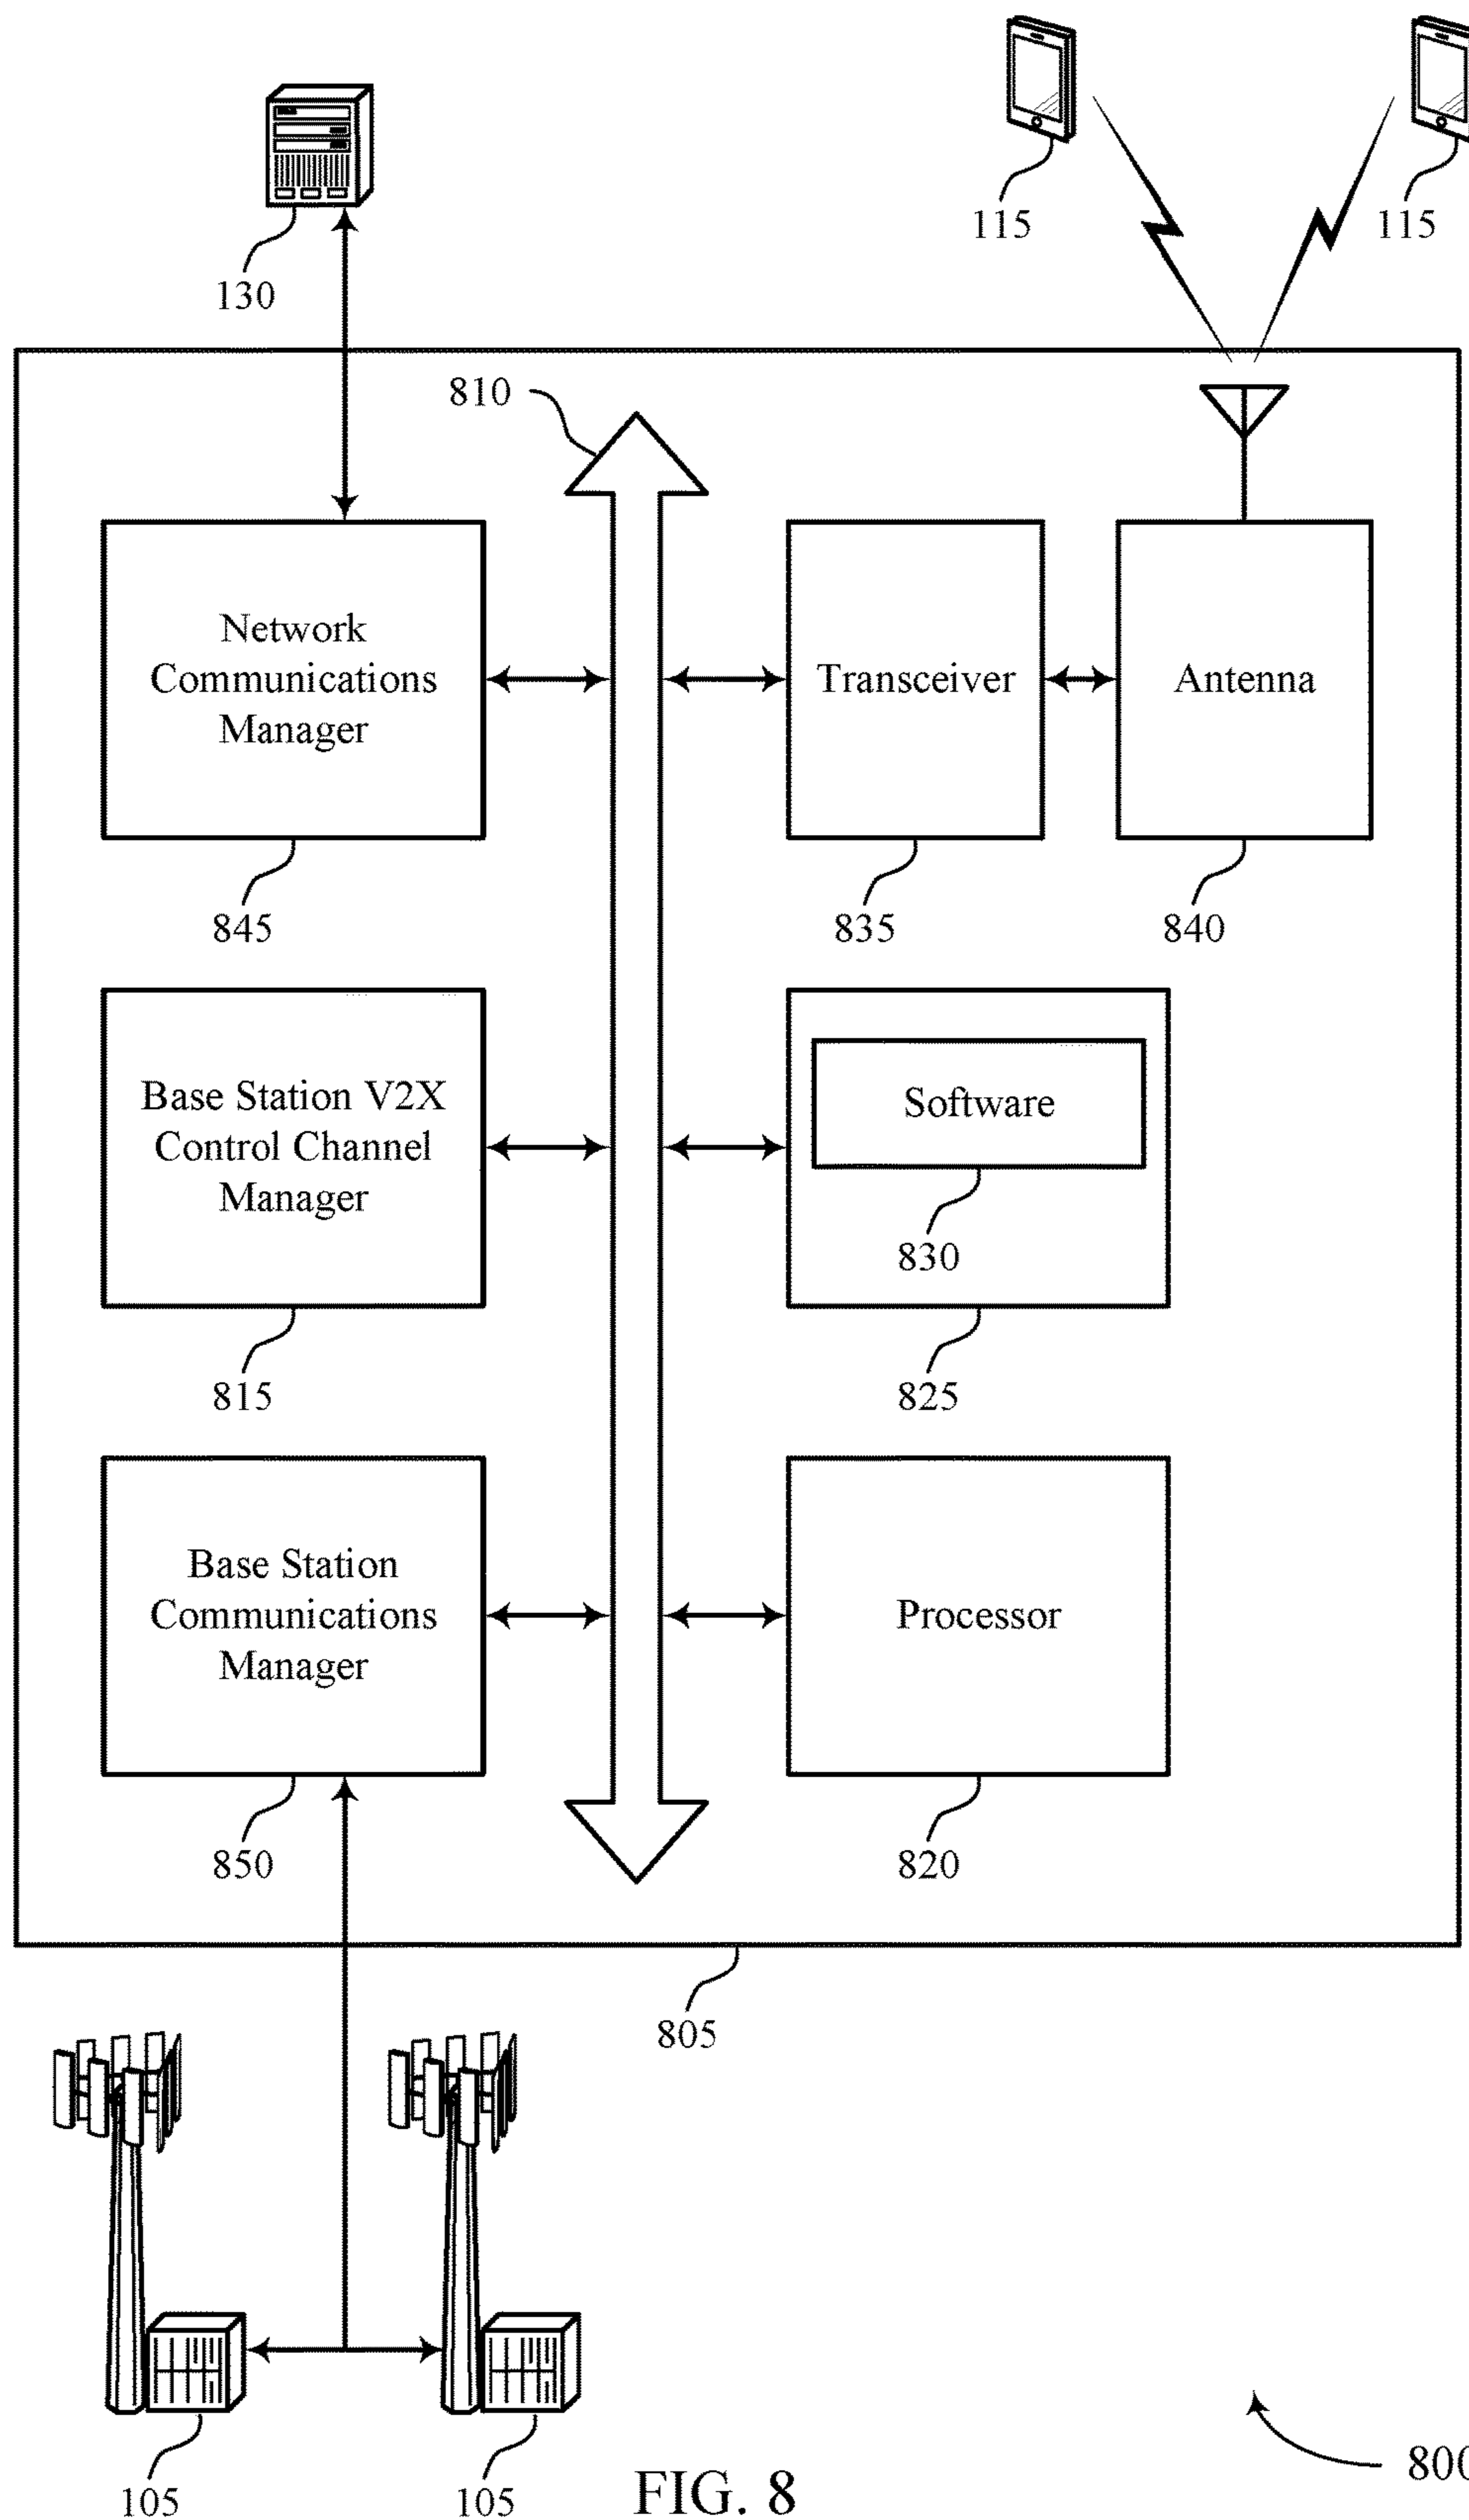 115
115
130
810
Network
Communications
Manager
Transceiver
Antenna
845
835
840
Base Station V2X
Control Channel
Manager
Software
830
815
825
Base Station
Communications
Manager
Processor
850
820
805
105
105
FIG. 8
800